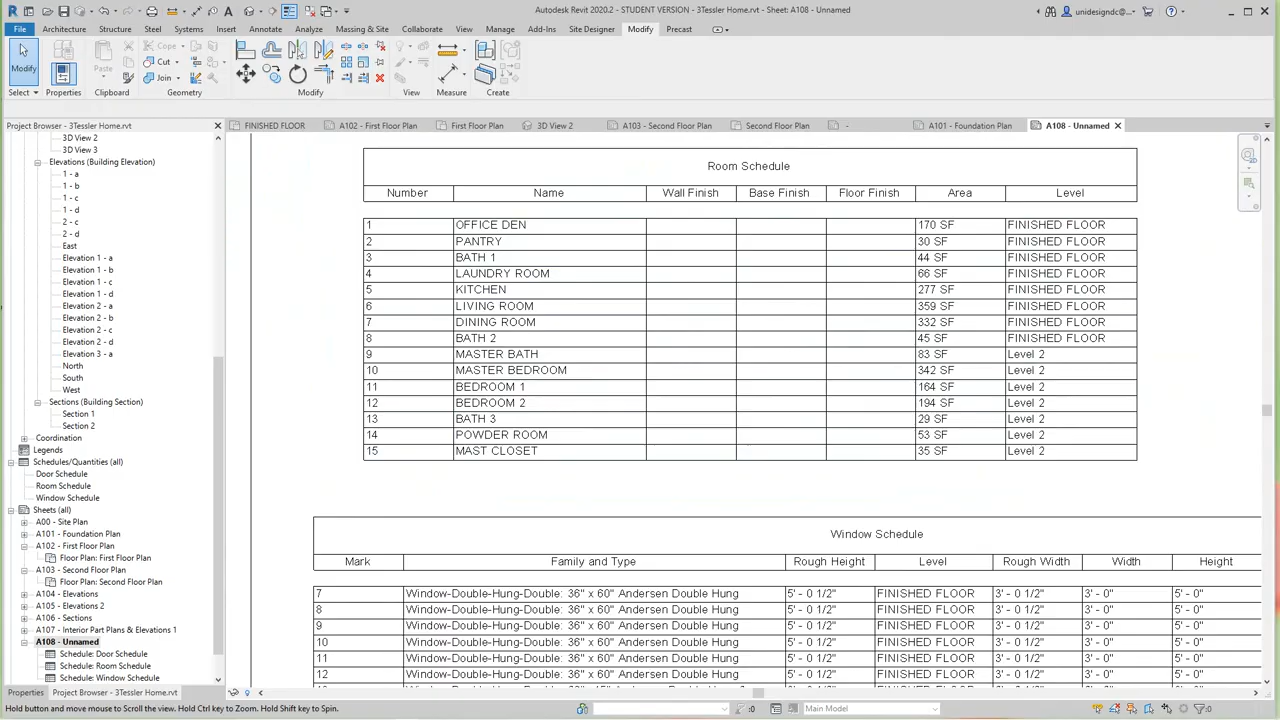 Autodesk Revit 2020.2 - STUDENT VERSION - 3Tessler Home.rvt - Sheet: A108 - Unnamed
unidesigndc@...
File Architecture Structure Steel Systems Insert Annotate Analyze Massing & Site Collaborate View Manage Add-Ins Site Designer Modify Precast
Modify Paste Cope Cut Join
Select Properties Clipboard Geometry Modify View Measure Create
Project Browser - 3Tessler Home.rvt
FINISHED FLOOR A102 - First Floor Plan First Floor Plan 3D View 2 A103 - Second Floor Plan Second Floor Plan - A101 - Foundation Plan A108 - Unnamed
3D View 2
3D View 3
Elevations (Building Elevation)
1 - a
1 - b
1 - c
1 - d
2 - c
2 - d
East
Elevation 1 - a
Elevation 1 - b
Elevation 1 - c
Elevation 1 - d
Elevation 2 - a
Elevation 2 - b
Elevation 2 - c
Elevation 2 - d
Elevation 3 - a
North
South
West
Sections (Building Section)
Section 1
Section 2
Coordination
Legends
Schedules/Quantities (all)
Door Schedule
Room Schedule
Window Schedule
Sheets (all)
A00 - Site Plan
A101 - Foundation Plan
A102 - First Floor Plan
Floor Plan: First Floor Plan
A103 - Second Floor Plan
Floor Plan: Second Floor Plan
A104 - Elevations
A105 - Elevations 2
A106 - Sections
A107 - Interior Part Plans & Elevations 1
A108 - Unnamed
Schedule: Door Schedule
Schedule: Room Schedule
Schedule: Window Schedule
Room Schedule
Number Name Wall Finish Base Finish Floor Finish Area Level
1 OFFICE DEN 170 SF FINISHED FLOOR
2 PANTRY 30 SF FINISHED FLOOR
3 BATH 1 44 SF FINISHED FLOOR
4 LAUNDRY ROOM 66 SF FINISHED FLOOR
5 KITCHEN 277 SF FINISHED FLOOR
6 LIVING ROOM 359 SF FINISHED FLOOR
7 DINING ROOM 332 SF FINISHED FLOOR
8 BATH 2 45 SF FINISHED FLOOR
9 MASTER BATH 83 SF Level 2
10 MASTER BEDROOM 342 SF Level 2
11 BEDROOM 1 164 SF Level 2
12 BEDROOM 2 194 SF Level 2
13 BATH 3 29 SF Level 2
14 POWDER ROOM 53 SF Level 2
15 MAST CLOSET 35 SF Level 2
Window Schedule
Mark Family and Type Rough Height Level Rough Width Width Height
7 Window-Double-Hung-Double: 36" x 60" Andersen Double Hung 5' - 0 1/2" FINISHED FLOOR 3' - 0 1/2" 3' - 0" 5' - 0"
8 Window-Double-Hung-Double: 36" x 60" Andersen Double Hung 5' - 0 1/2" FINISHED FLOOR 3' - 0 1/2" 3' - 0" 5' - 0"
9 Window-Double-Hung-Double: 36" x 60" Andersen Double Hung 5' - 0 1/2" FINISHED FLOOR 3' - 0 1/2" 3' - 0" 5' - 0"
10 Window-Double-Hung-Double: 36" x 60" Andersen Double Hung 5' - 0 1/2" FINISHED FLOOR 3' - 0 1/2" 3' - 0" 5' - 0"
11 Window-Double-Hung-Double: 36" x 60" Andersen Double Hung 5' - 0 1/2" FINISHED FLOOR 3' - 0 1/2" 3' - 0" 5' - 0"
12 Window-Double-Hung-Double: 36" x 60" Andersen Double Hung 5' - 0 1/2" FINISHED FLOOR 3' - 0 1/2" 3' - 0" 5' - 0"
Properties Project Browser - 3Tessler Home.rvt
Hold button and move mouse to Scroll the view. Hold Ctrl key to Zoom. Hold Shift key to Spin. :0 Main Model :0